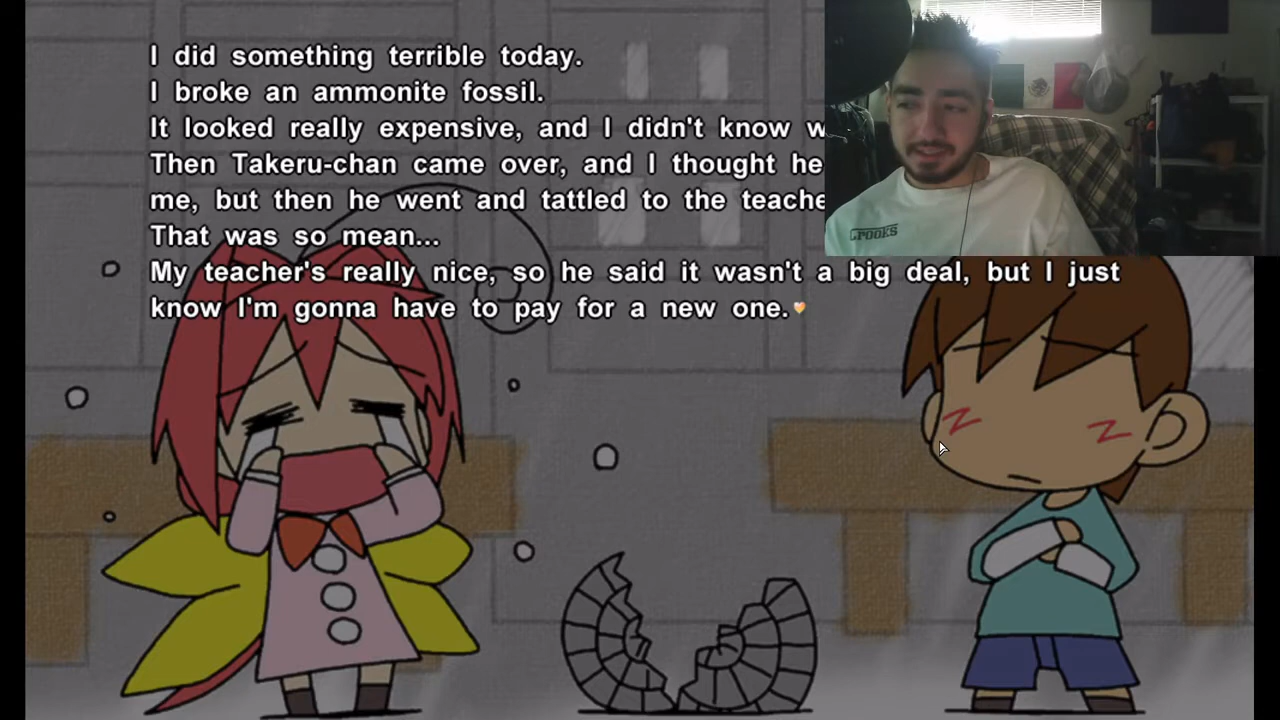 I did something terrible today.
I broke an ammonite fossil.
It looked really expensive, and I didn't know
Then Takeru-chan came over, and I thought he
me, but then he went and tattled to the
That was so mean...
My teacher's really nice, so he said it wasn't a big deal, but I just
know I'm gonna have to pay for a new one.
CROOKS